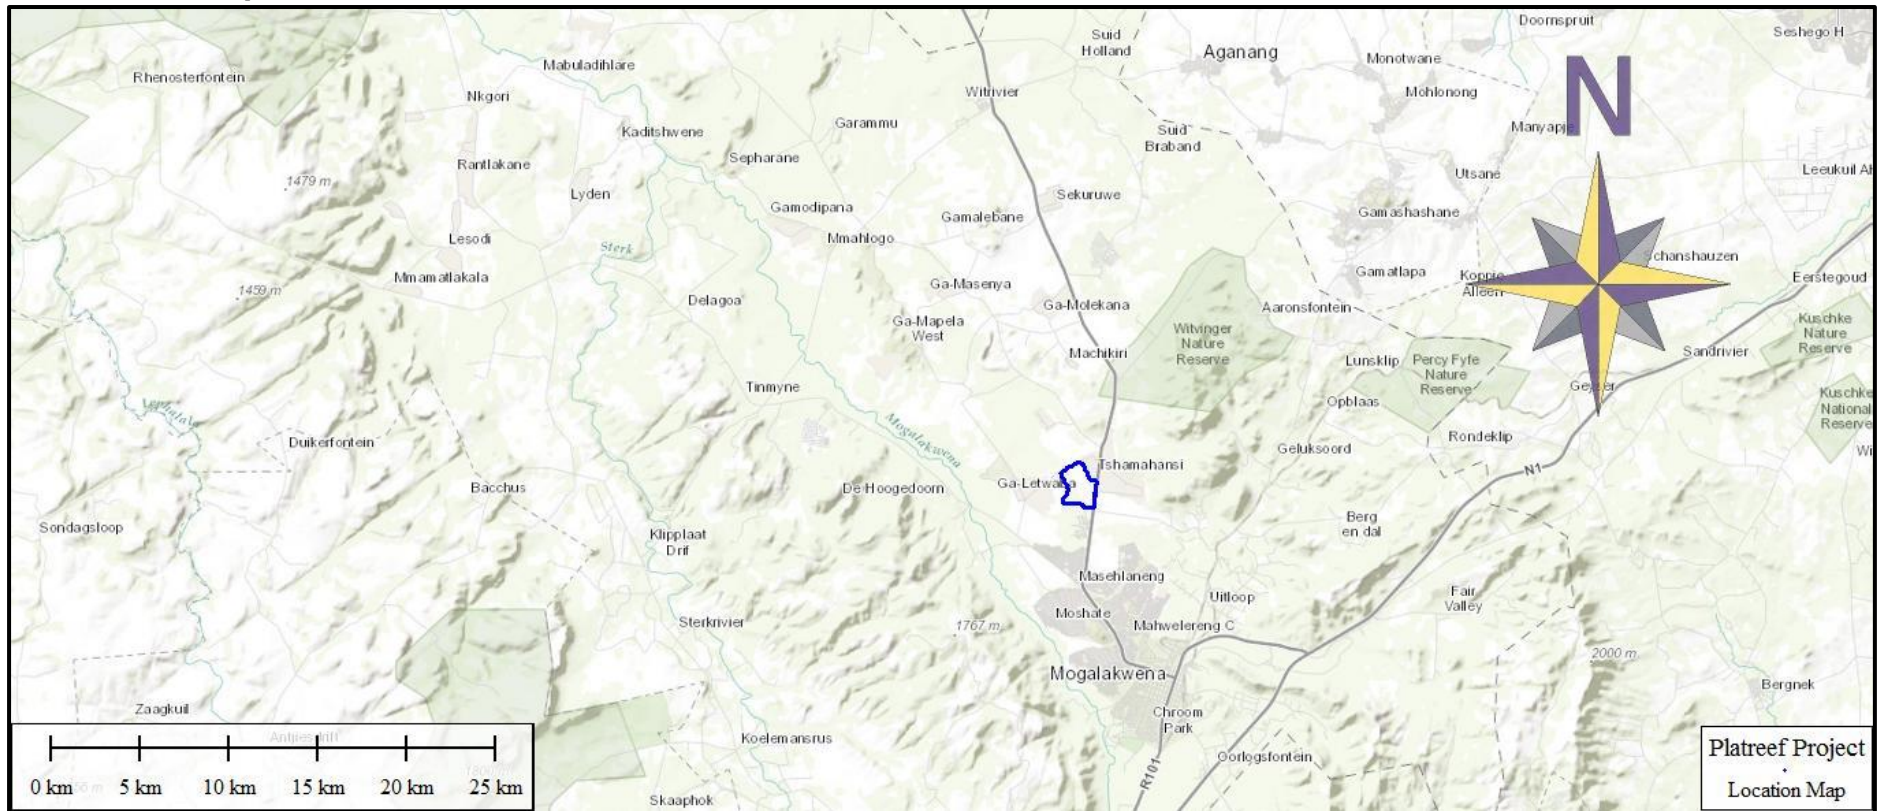 Doornspruit
Suid
Holland
Seshego H
Aganang
Monotwane
Mabuladihlare
Rhenosterfontein
Nkgori
Witrivier
Mohlonong
N
Garammu
Kaditshwene
Suid
Braband
Manyapje
Sepharane
Rantlakane
Leeukuil Ah
Utsane
1479 m
Lyden
Sekuruwe
Gamodipana
Gamalebane
Gamashashane
Lesodi
Mmahlogo
Sterk
Schanshauzen
Mmamatlakala
Gamatlapa
Koppie
Alleen
Eerstegoud
1459 m
Ga-Masenya
Delagoa
Ga-Molekana
Aaronsfontein
Ga-Mapela
West
Witvinger
Nature
Reserve
Kuschke
Nature
Reserve
Machikiri
Lunsklip
Percy Fyfe
Nature
Reserve
Sandrivier
Tinmyne
Opblaas
Kuschke
National
Reserve
Lephalala
Mogalakwena
Duikerfontein
Rondeklip
Geluksoord
Wi
Tshamahansi
N1
Ga-Letwaba
Bacchus
De Hoogedoorn
Sondagsloop
Berg
en dal
Klipplaat
Drif
Masehlaneng
Uitloop
Fair
Valley
Moshate
Sterkrivier
1767 m
Mahwelereng C
2000 m
Mogalakwena
Bergnek
Zaagkuil
Chroom
Park
Koelemansrus
Oorlogsfontein
R101
Skaaphok
0 km 5 km 10 km 15 km 20 km 25 km
Platreef Project
Location Map